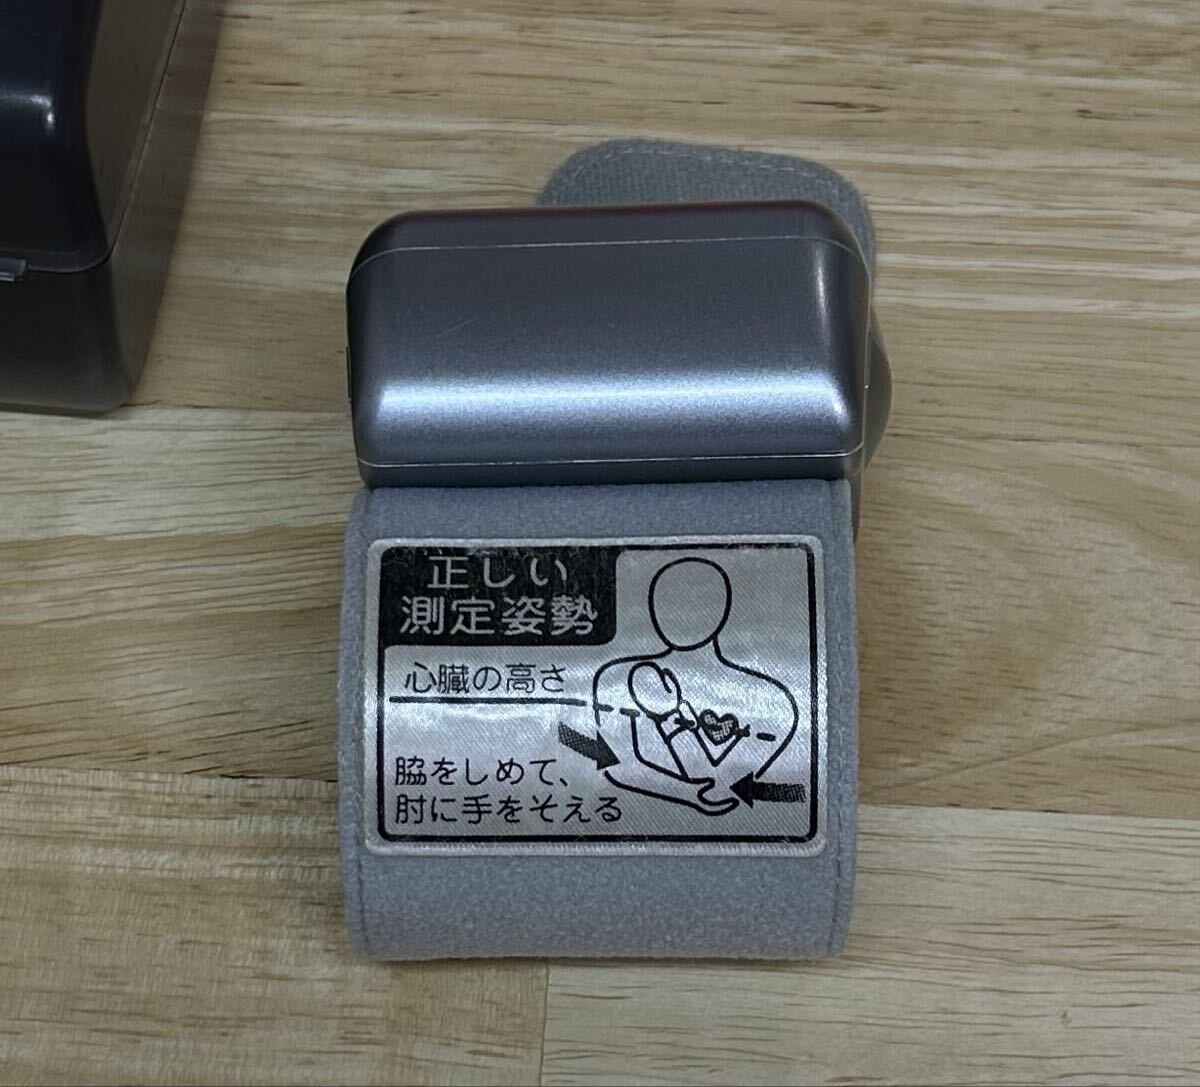 正しい
測定姿勢
心臓の高さ
脇をしめて、
肘に手をそえる